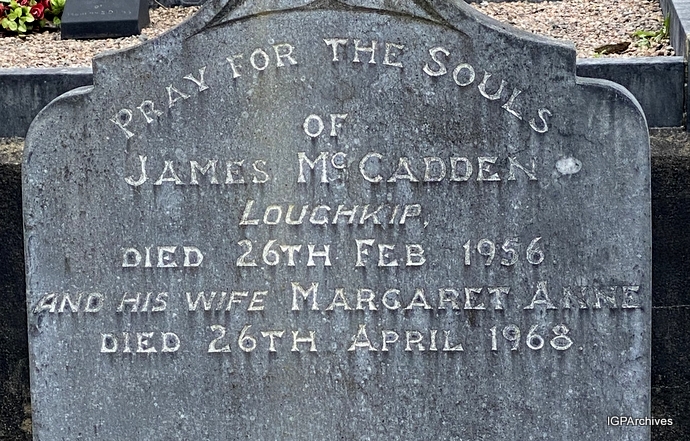 PRAY FOR THE SOULS
OF
JAMES McCADDEN
LOUGHKIP,
DIED 26TH FEB 1956
AND HIS WIFE MARGARET ANNE
DIED 26TH APRIL 1968.
IGPArchives